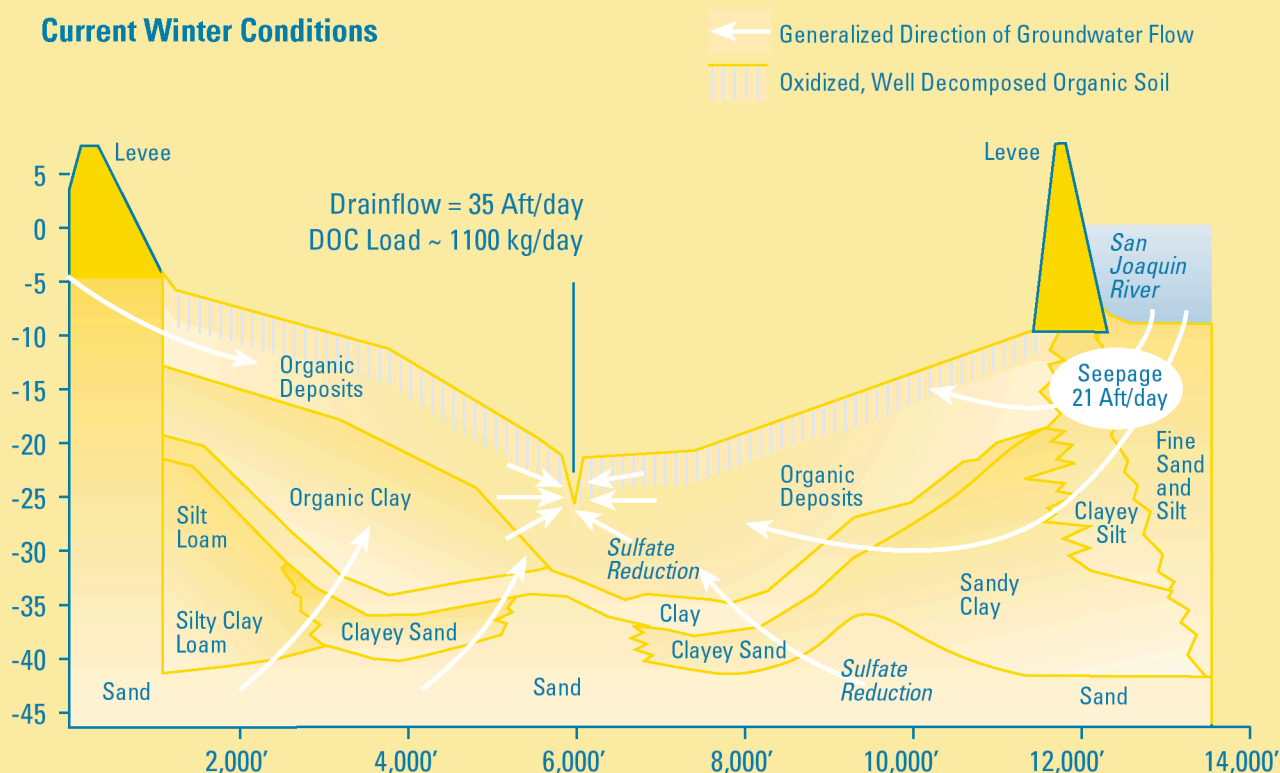 Current Winter Conditions
Generalized Direction of Groundwater Flow
Oxidized, Well Decomposed Organic Soil
Levee
Levee
Drainflow = 35 Aft/day
DOC Load ~ 1100 kg/day
San
Joaquin
River
5
0
-5
-10
-15
-20
-25
-30
-35
-40
-45
Organic
Deposits
Seepage
21 Aft/day
Fine
Sand
and
Silt
Organic
Deposits
Organic Clay
Silt
Loam
Clayey
Silt
Sulfate
Reduction
Sandy
Clay
Silty Clay
Loam
Clayey Sand
Clay
Clayey Sand
Sulfate
Reduction
Sand
Sand
Sand
2,000’
4,000’
6,000’
8,000’
10,000’
12,000’
14,000’